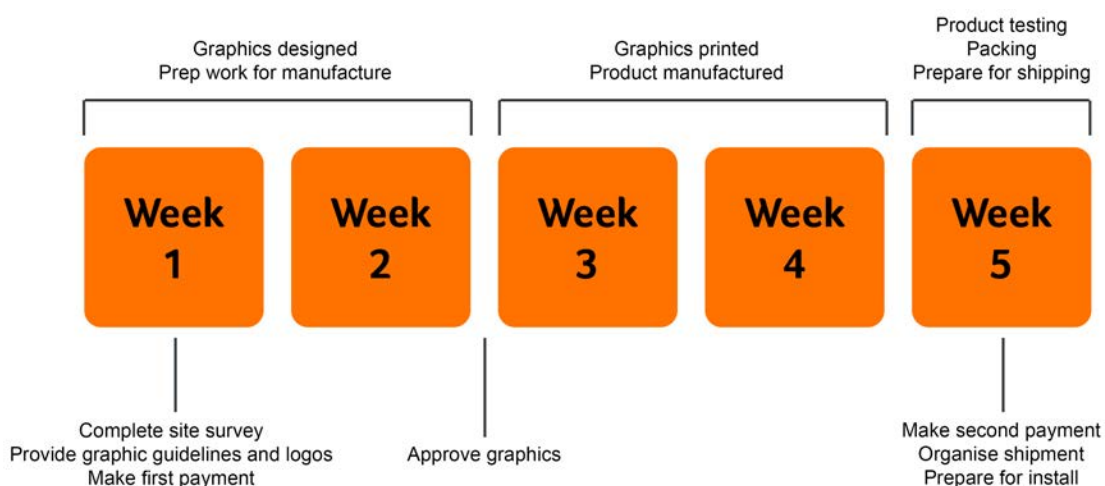 Graphics designed
Prep work for manufacture
Graphics printed
Product manufactured
Product testing
Packing
Prepare for shipping
Week
1
Week
2
Week
3
Week
4
Week
5
Complete site survey
Provide graphic guidelines and logos
Make first payment
Approve graphics
Make second payment
Organise shipment
Prepare for install